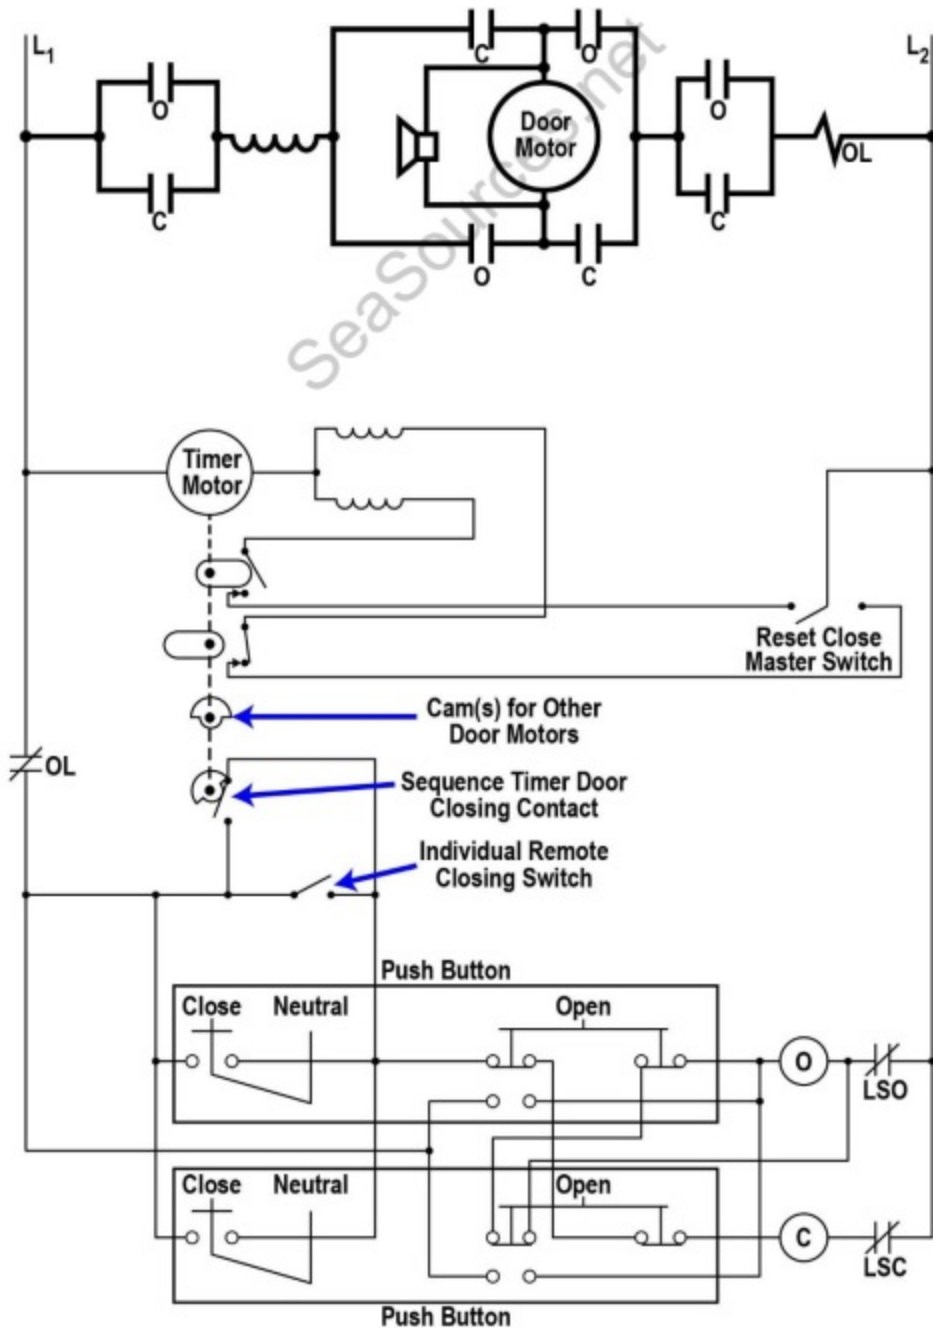 L1
L2
C
O
O
O
Door
Motor
OL
C
C
O
C
SeaSources.net
Timer
Motor
Reset Close
Master Switch
Cam(s) for Other
Door Motors
OL
Sequence Timer Door
Closing Contact
Individual Remote
Closing Switch
Push Button
Close
Neutral
Open
O
LSO
Close
Neutral
Open
C
LSC
Push Button